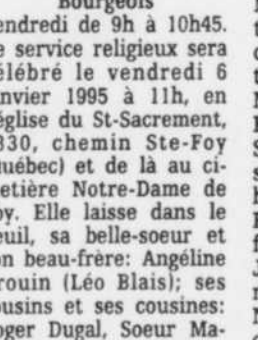 Bourgeois
endredi de 9h à 10h45.
e service religieux sera
élébré le vendredi 6
anvier 1995 à 11h, en
église du St-Sacrement,
330, chemin Ste-Foy
uébec) et de là au ci-
etière Notre-Dame de
oy. Elle laisse dans le
euil, sa belle-soeur et
on beau-frère: Angéline
rouin (Léo Blais); ses
ousins et ses cousines:
oger Dugal, Soeur Ma-